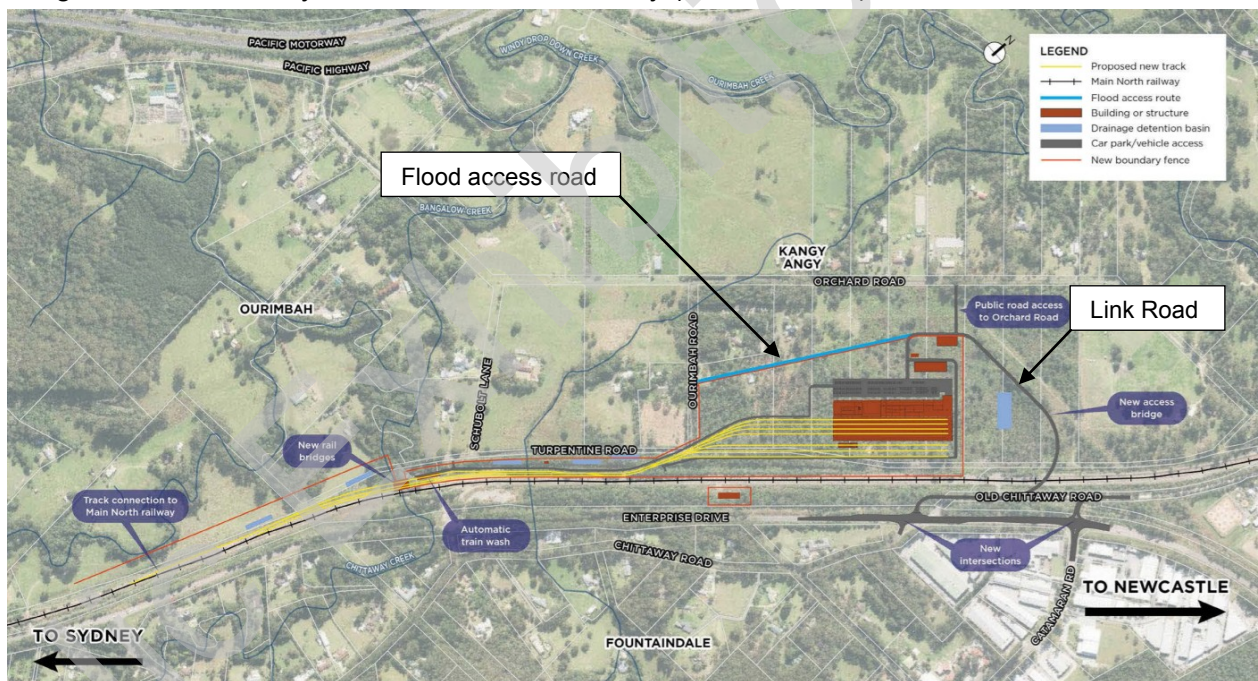 PACIFIC MOTORWAY
PACIFIC HIGHWAY
WINDY DROP DOWN CREEK
OURIMBAH CREEK
N
LEGEND
Proposed new track
Main North railway
Flood access route
Building or structure
Drainage detention basin
Car park/vehicle access
New boundary fence
Flood access road
BANGALOW CREEK
KANGY
ANGY
ORCHARD ROAD
OURIMBAH
Public road access
to Orchard Road
Link Road
OURIMBAH ROAD
SCHUBOLT LANE
New access
bridge
TURPENTINE ROAD
New rail
bridges
Track connection to
Main North railway
Automatic
train wash
OLD CHITTAWAY ROAD
ENTERPRISE DRIVE
CHITTAWAY ROAD
CHITTAWAY CREEK
New
intersections
CATAMARAN RD
TO NEWCASTLE
TO SYDNEY
FOUNTAINDALE